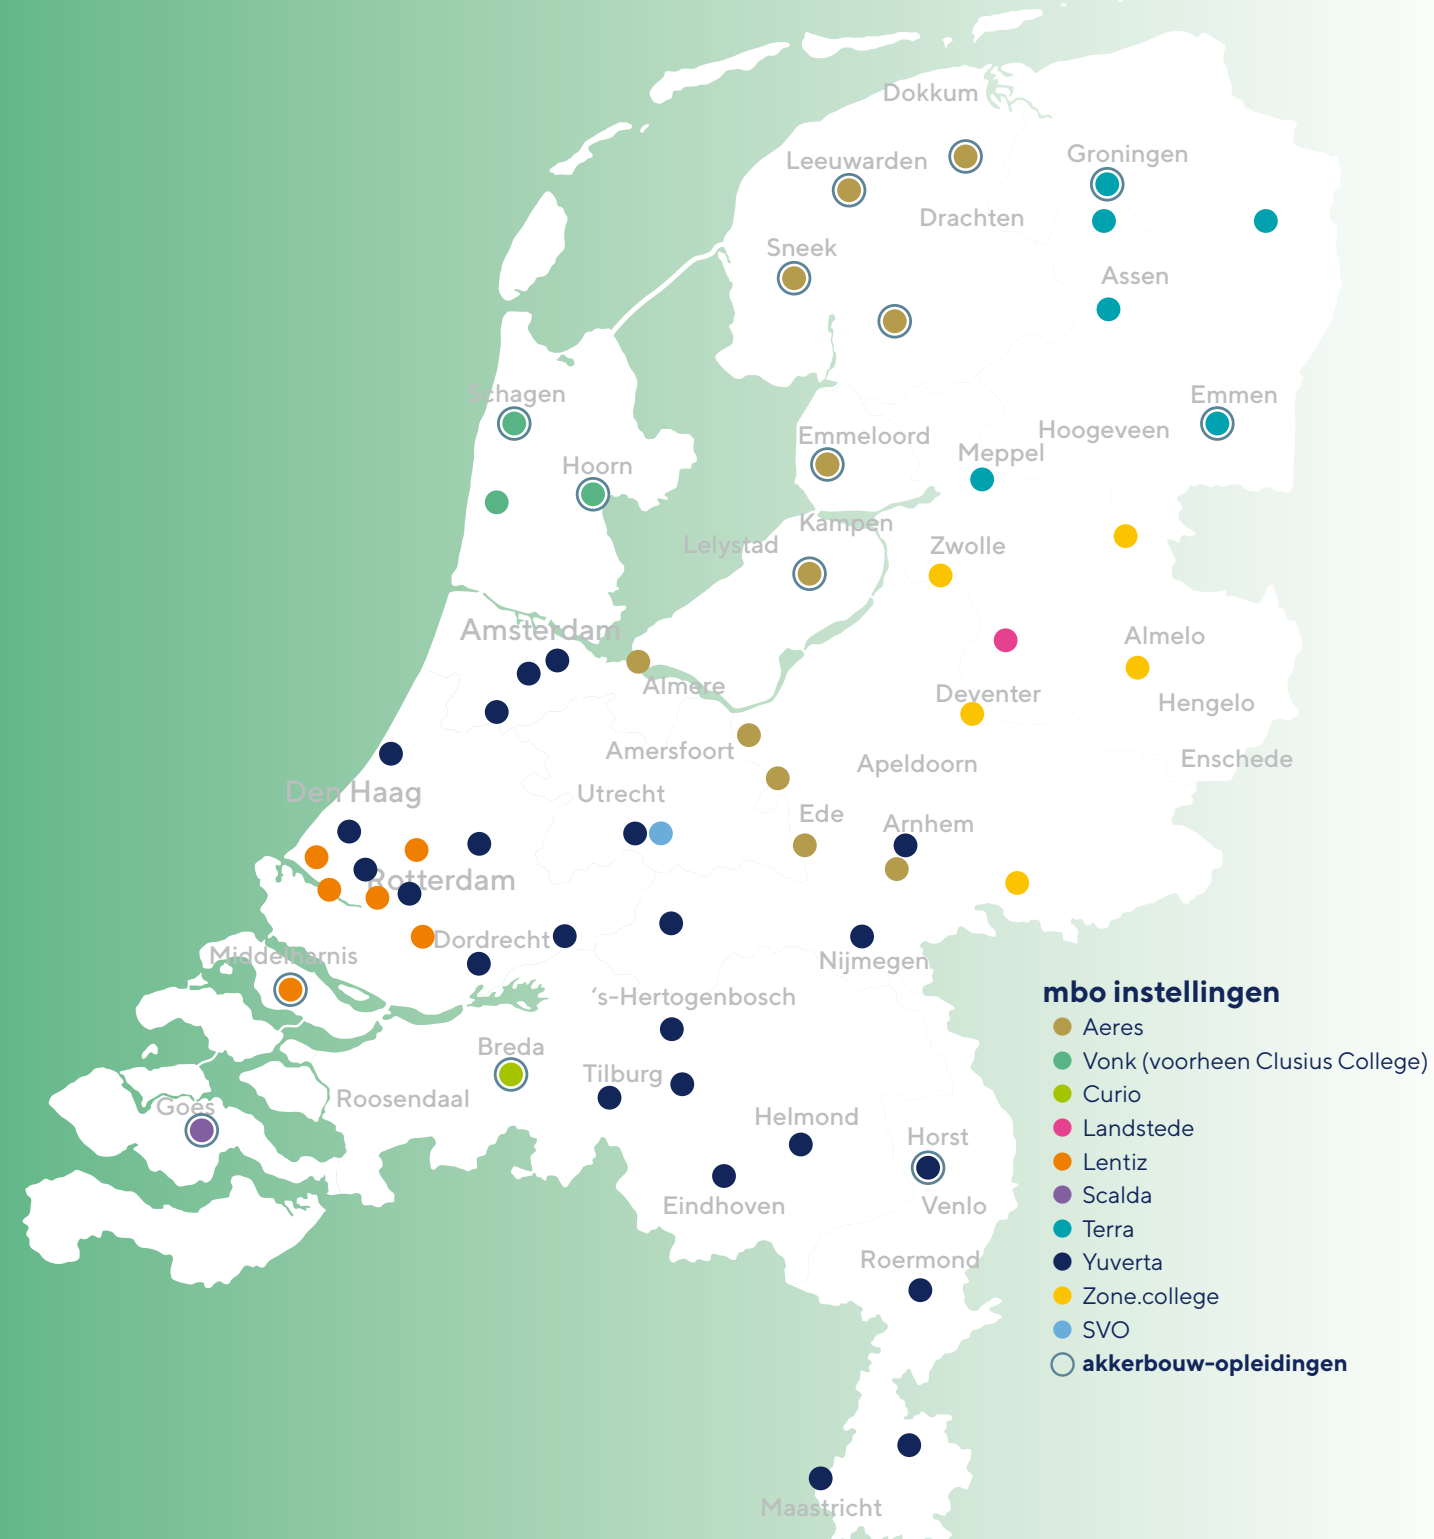 Dokkum
Groningen
Leeuwarden
Drachten
Sneek
Assen
Schagen
Emmen
Hoogeveen
Emmeloord
Meppel
Hoorn
Kampen
Lelystad
Zwolle
Amsterdam
Almelo
Almere
Deventer
Hengelo
Amersfoort
Enschede
Apeldoorn
Den Haag
Utrecht
Ede
Arnhem
Rotterdam
Dordrecht
Middelharnis
Nijmegen
‘s-Hertogenbosch
Breda
Tilburg
Roosendaal
Goes
Helmond
Horst
Eindhoven
Venlo
Roermond
Maastricht
mbo instellingen
Aeres
Vonk (voorheen Clusius College)
Curio
Landstede
Lentiz
Scalda
Terra
Yuverta
Zone.college
SVO
akkerbouw-opleidingen